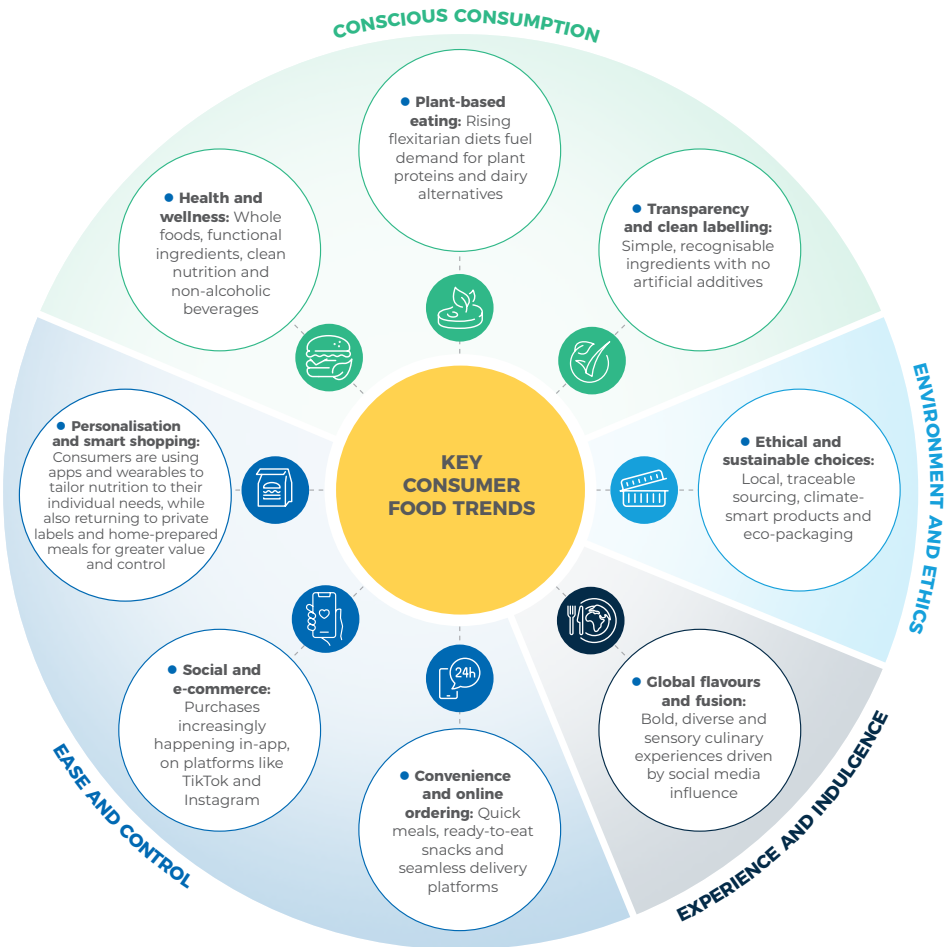 CONSCIOUS CONSUMPTION
• Plant-based
eating: Rising
flexitarian diets fuel
demand for plant
proteins and dairy
alternatives
• Health and
wellness: Whole
foods, functional
ingredients, clean
nutrition and
non-alcoholic
beverages
• Transparency
and clean labelling:
Simple, recognisable
ingredients with no
artificial additives
ENVIRONMENT AND ETHICS
• Ethical and
sustainable choices:
Local, traceable
sourcing, climate-
smart products and
eco-packaging
KEY
CONSUMER
FOOD TRENDS
• Personalisation
and smart shopping:
Consumers are using
apps and wearables to
tailor nutrition to their
individual needs, while
also returning to private
labels and home-prepared
meals for greater value
and control
• Social and
e-commerce:
Purchases
increasingly
happening in-app,
on platforms like
TikTok and
Instagram
24h
• Convenience
and online
ordering: Quick
meals, ready-to-eat
snacks and
seamless delivery
platforms
• Global flavours
and fusion:
Bold, diverse and
sensory culinary
experiences driven
by social media
influence
EASE AND CONTROL
EXPERIENCE AND INDULGENCE